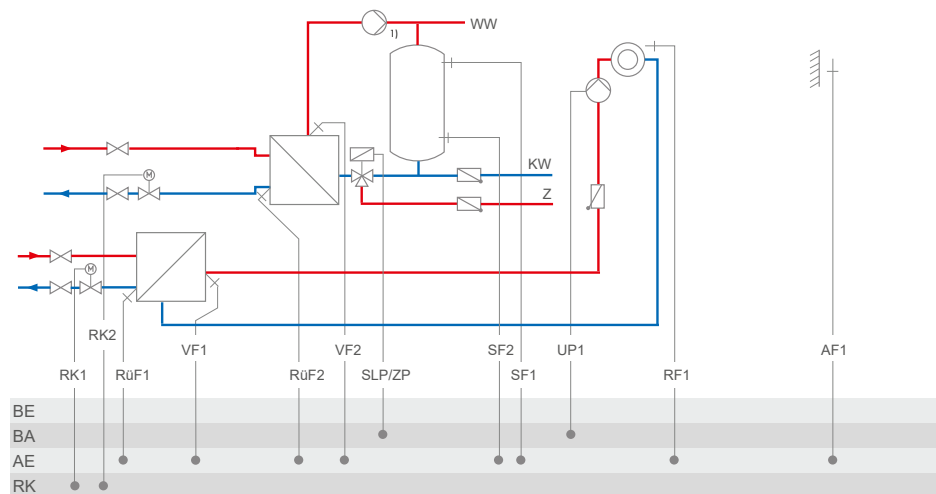 1)
WW
M
KW
Z
M
RK2
VF1
VF2
SF2
UP1
AF1
RK1
RüF1
RüF2
SLP/ZP
SF1
RF1
BE
BA
AE
RK